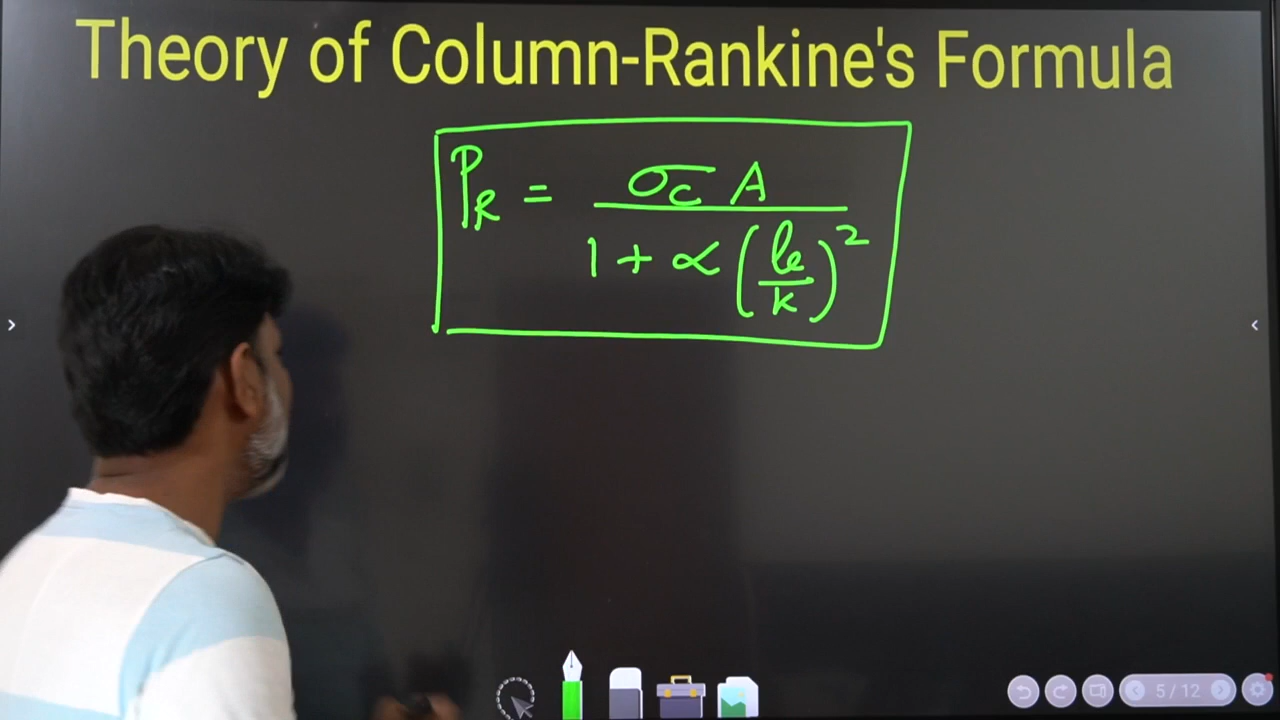 Theory of Column-Rankine's Formula
P_R = σ_c A / 1 + α (l_e / k)²
5 / 12